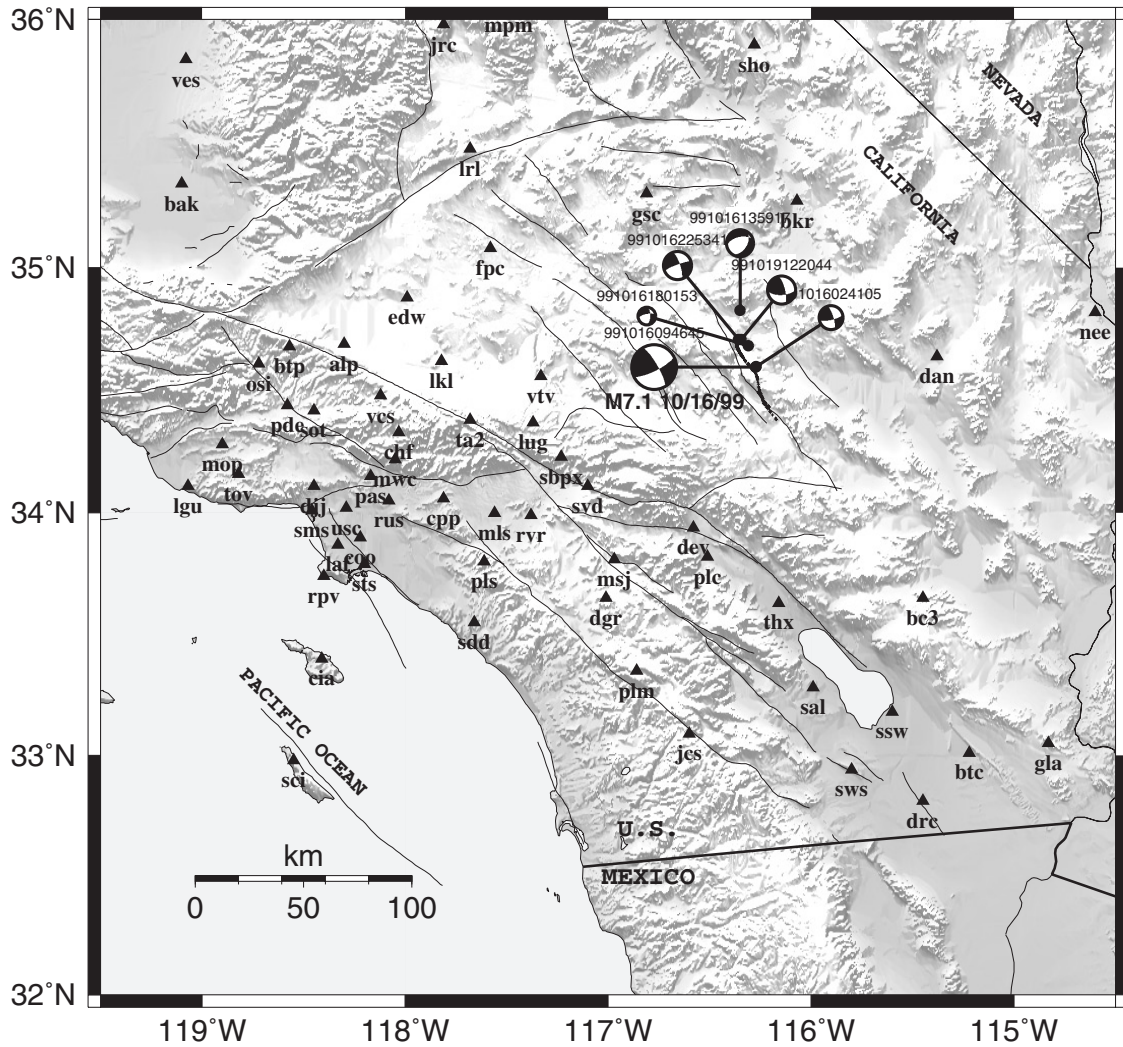 36°N
jrc
mpm
sho
ves
NEVADA
lrl
CALIFORNIA
bak
gsc
bkr
991016135917
991016225341
fpc
35°N
991019122044
991016180153
1016024105
edw
991016094645
nee
btp
alp
osi
lkl
vtv
dan
vcs
M7.1 10/16/99
pde
sot
ta2
lug
chf
mop
mwc
sbpx
tov
pas
lgu
djj
svd
34°N
sms
usc
rus
cpp
mls
rvr
dev
coo
laf
sts
pls
msj
plc
rpv
dgr
thx
bc3
sdd
cia
plm
PACIFIC OCEAN
sal
ssw
33°N
jcs
btc
gla
sci
sws
drc
U.S.
km
MEXICO
0 50 100
32°N
119°W 118°W 117°W 116°W 115°W